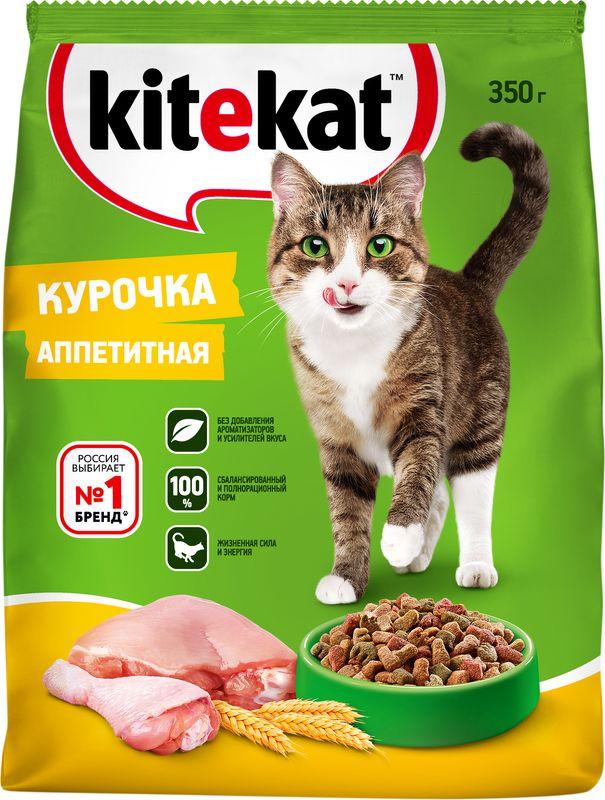 kitekat™
350 г
КУРОЧКА
АППЕТИТНАЯ
БЕЗ ДОБАВЛЕНИЯ
АРОМАТИЗАТОРОВ
И УСИЛИТЕЛЕЙ ВКУСА
РОССИЯ
ВЫБИРАЕТ
№1
БРЕНД
100
%
СБАЛАНСИРОВАННЫЙ
И ПОЛНОРАЦИОННЫЙ
КОРМ
ЖИЗНЕННАЯ СИЛА
И ЭНЕРГИЯ